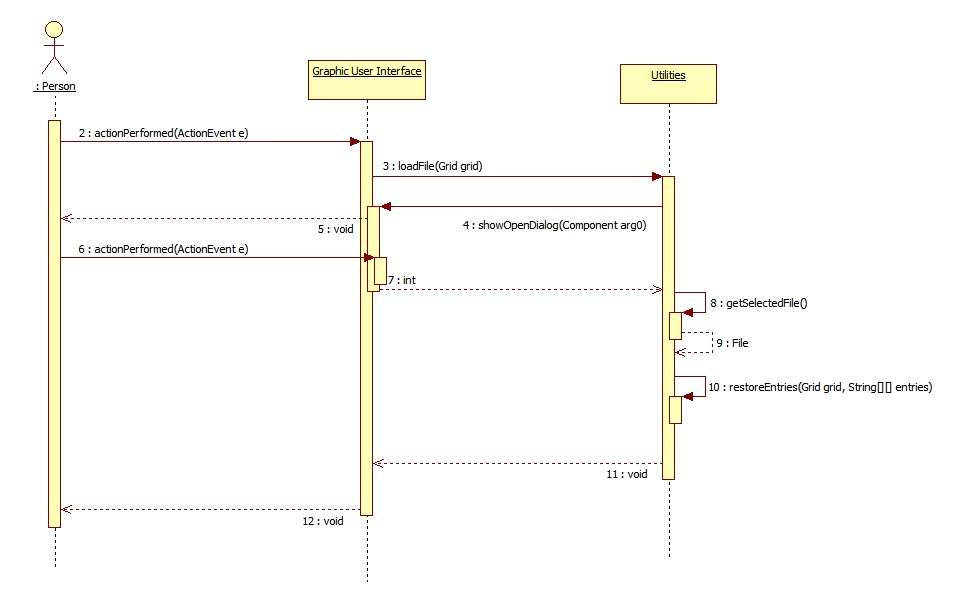 : Person
Graphic User Interface
Utilities
2 : actionPerformed(ActionEvent e)
3 : loadFile(Grid grid)
4 : showOpenDialog(Component arg0)
5 : void
6 : actionPerformed(ActionEvent e)
7 : int
8 : getSelectedFile()
9 : File
10 : restoreEntries(Grid grid, String[][] entries)
11 : void
12 : void